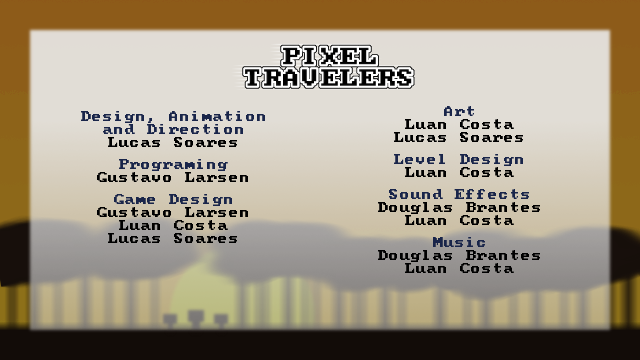 PIXEL
TRAVELERS
Design, Animation
and Direction
Lucas Soares
Programing
Gustavo Larsen
Game Design
Gustavo Larsen
Luan Costa
Lucas Soares
Art
Luan Costa
Lucas Soares
Level Design
Luan Costa
Sound Effects
Douglas Brantes
Luan Costa
Music
Douglas Brantes
Luan Costa